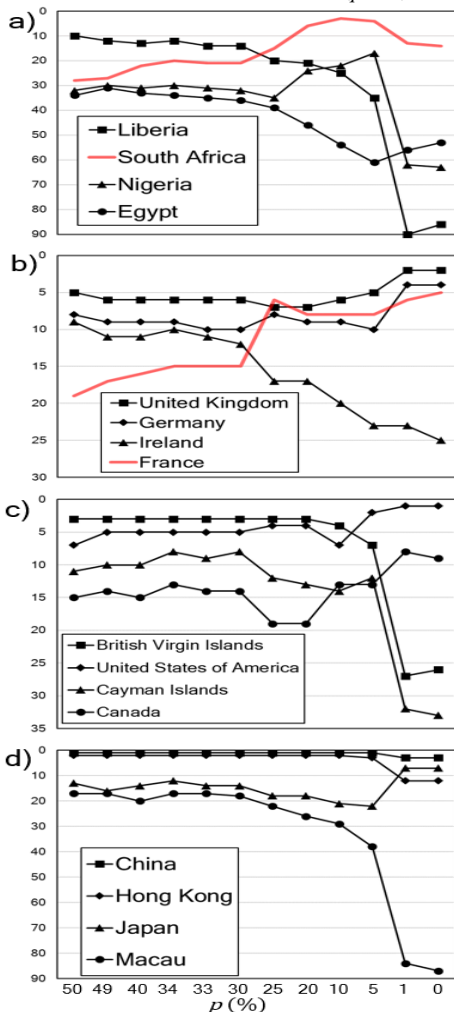 a)
0
10
20
30
40
50
60
70
80
90
Liberia
South Africa
Nigeria
Egypt
b)
0
5
10
15
20
25
30
United Kingdom
Germany
Ireland
France
c)
0
5
10
15
20
25
30
35
British Virgin Islands
United States of America
Cayman Islands
Canada
d)
0
10
20
30
40
50
60
70
80
90
China
Hong Kong
Japan
Macau
50 49 40 34 33 30 25 20 10 5 1 0
p (%)